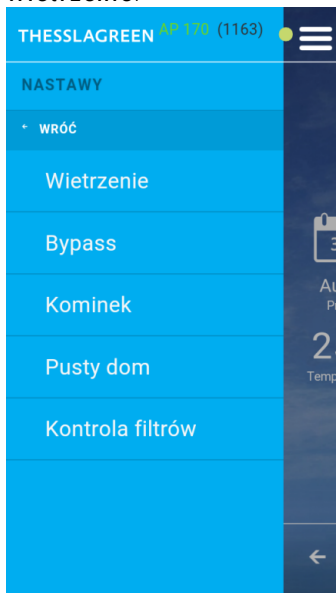 THESSLAGREEN AP 170 (1163)
NASTAWY
← WRÓĆ
Wietrzenie
Bypass
Kominek
Pusty dom
Kontrola filtrów